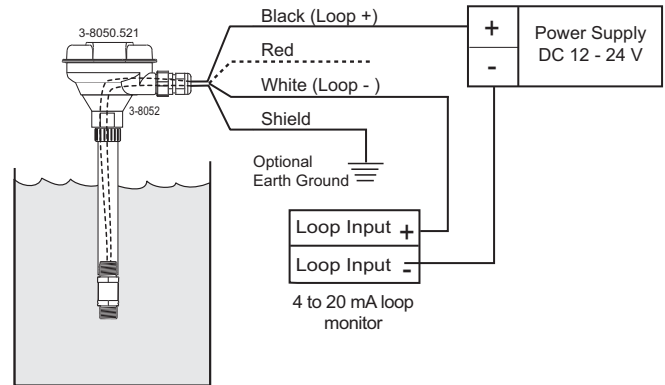 3-8050.521
3-8052
Black (Loop +)
Red
White (Loop - )
Shield
Optional
Earth Ground
+
-
Power Supply
DC 12 - 24 V
Loop Input +
Loop Input -
4 to 20 mA loop
monitor